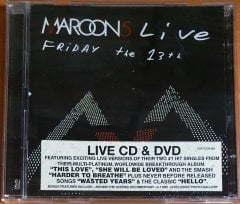 MAROON5 Live
FRiDAY the 13th
LIVE CD & DVD
FEATURING EXCITING LIVE VERSIONS OF THEIR TWO #1 HIT SINGLES FROM
THEIR MULTI-PLATINUM, WORLDWIDE BREAKTHROUGH ALBUM.
"THIS LOVE", "SHE WILL BE LOVED" AND THE SMASH
"HARDER TO BREATHE" PLUS NEVER BEFORE RELEASED
SONGS "WASTED YEARS" & THE CLASSIC "HELLO".